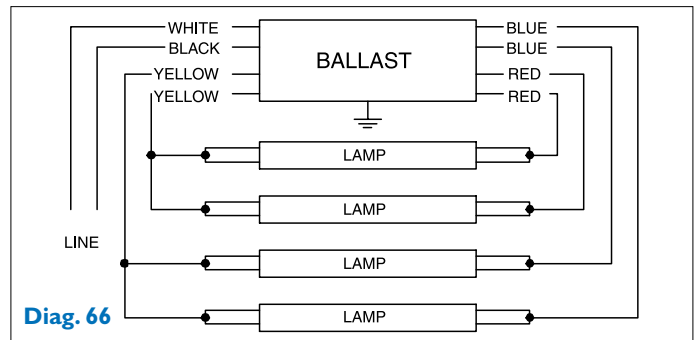 WHITE
BLACK
YELLOW
YELLOW
BALLAST
BLUE
BLUE
RED
RED
LAMP
LAMP
LINE
LAMP
Diag. 66
LAMP